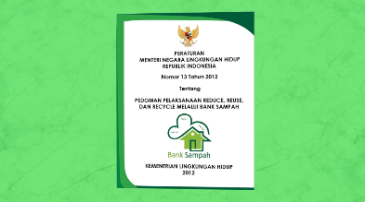 PERATURAN
MENTERI NEGARA LINGKUNGAN HIDUP
REPUBLIK INDONESIA
Nomor 13 Tahun 2012
Tentang
PEDOMAN PELAKSANAAN REDUCE, REUSE,
DAN RECYCLE MELALUI BANK SAMPAH
Bank Sampah
KEMENTRIAN LINGKUNGAN HIDUP
2012